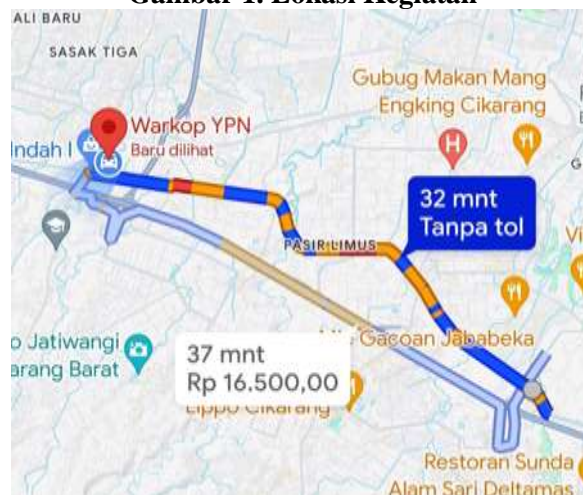 Gambar 1. Lokasi Kegiatan
ALI BARU
SASAK TIGA
Gubug Makan Mang
Engking Cikarang
Warkop YPN
Baru dilihat
Indah I
H
G
32 mnt
Tanpa tol
PASIR LIMUS
Vi
o Jatiwangi
arang Barat
Gacoan Jababeka
37 mnt
Rp 16.500,00
Lippo Cikarang
Restoran Sunda
Alam Sari Deltamas